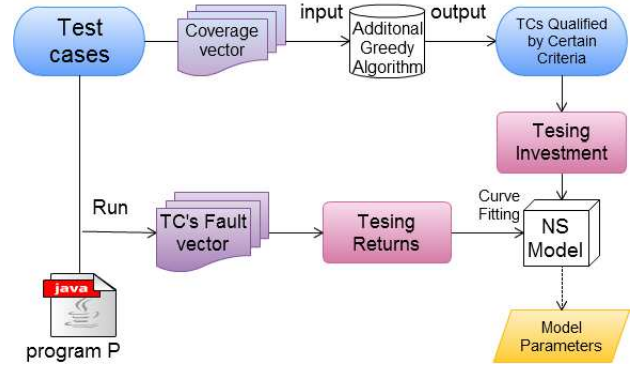 Test
cases
Coverage
vector
input
Additonal
Greedy
Algorithm
output
TCs Qualified
by Certain
Criteria
Tesing
Investment
Run
TC's Fault
vector
Tesing
Returns
Curve
Fitting
NS
Model
java
program P
Model
Parameters